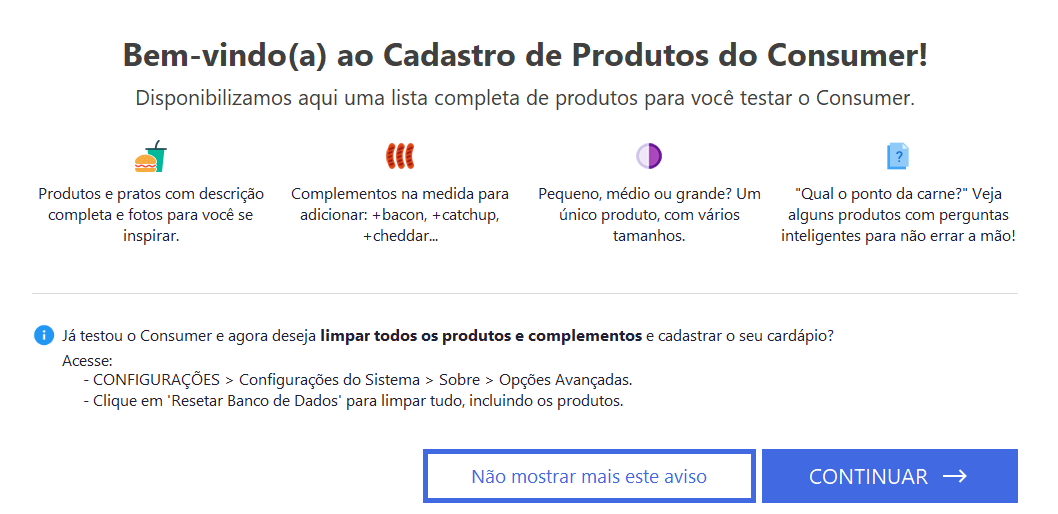 Bem-vindo(a) ao Cadastro de Produtos do Consumer!
Disponibilizamos aqui uma lista completa de produtos para você testar o Consumer.
Produtos e pratos com descrição
completa e fotos para você se
inspirar.
Complementos na medida para
adicionar: +bacon, +catchup,
+cheddar...
Pequeno, médio ou grande? Um
único produto, com vários
tamanhos.
?
"Qual o ponto da carne?" Veja
alguns produtos com perguntas
inteligentes para não errar a mão!
i
Já testou o Consumer e agora deseja limpar todos os produtos e complementos e cadastrar o seu cardápio?
Acesse:
- CONFIGURAÇÕES > Configurações do Sistema > Sobre > Opções Avançadas.
- Clique em 'Resetar Banco de Dados' para limpar tudo, incluindo os produtos.
Não mostrar mais este aviso
CONTINUAR →